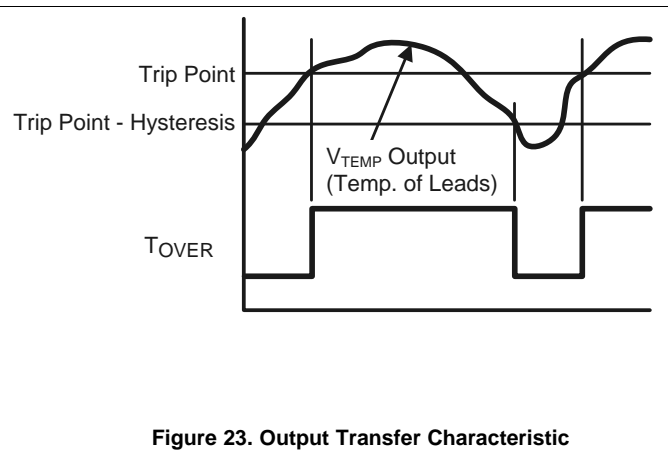 Trip Point
Trip Point - Hysteresis
VTEMP Output
(Temp. of Leads)
TOVER
Figure 23. Output Transfer Characteristic